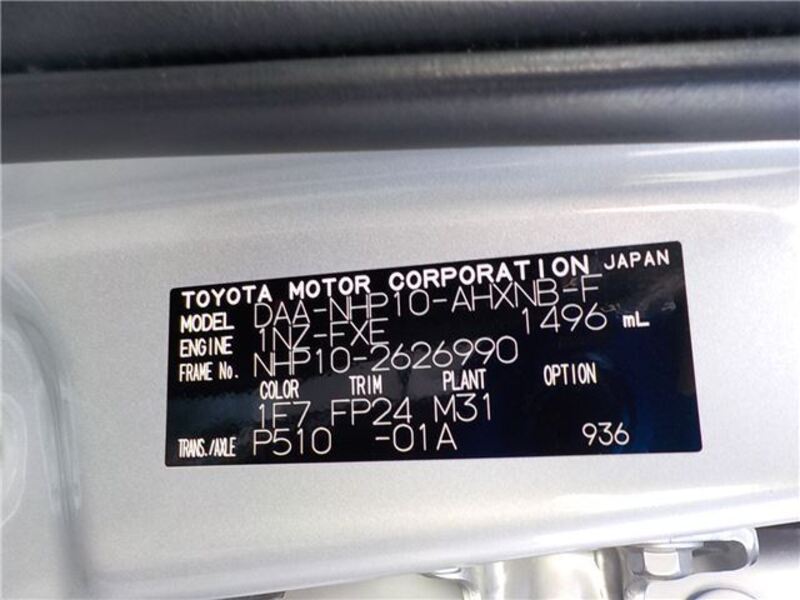 TOYOTA MOTOR CORPORATION JAPAN
MODEL DAA-NHP10-AHXNB-F
ENGINE 1NZ-FXE 1496 mL
FRAME No. NHP10-2626990
COLOR TRIM PLANT OPTION
1F7 FP24 M31
TRANS./AXLE P510 -01A 936